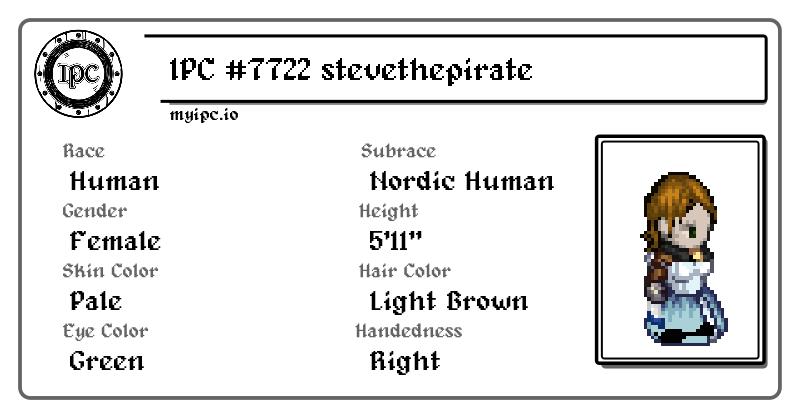 IPC
IPC #7722 stevethepirate
myipc.io
Race
Human
Subrace
Nordic Human
Gender
Female
Height
5'11"
Skin Color
Pale
Hair Color
Light Brown
Eye Color
Green
Handedness
Right